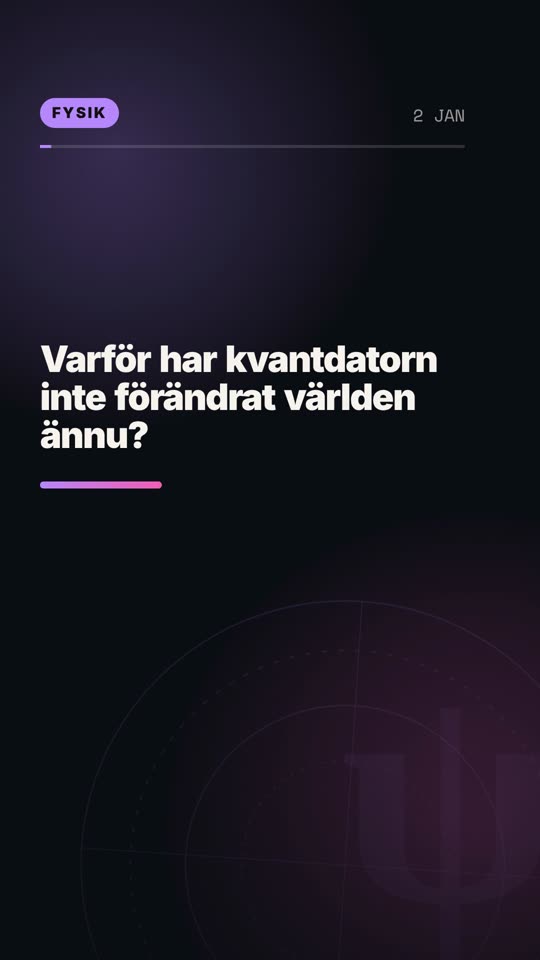 FYSIK
2 JAN
Varför har kvantdatorn
inte förändrat världen
ännu?
ψ